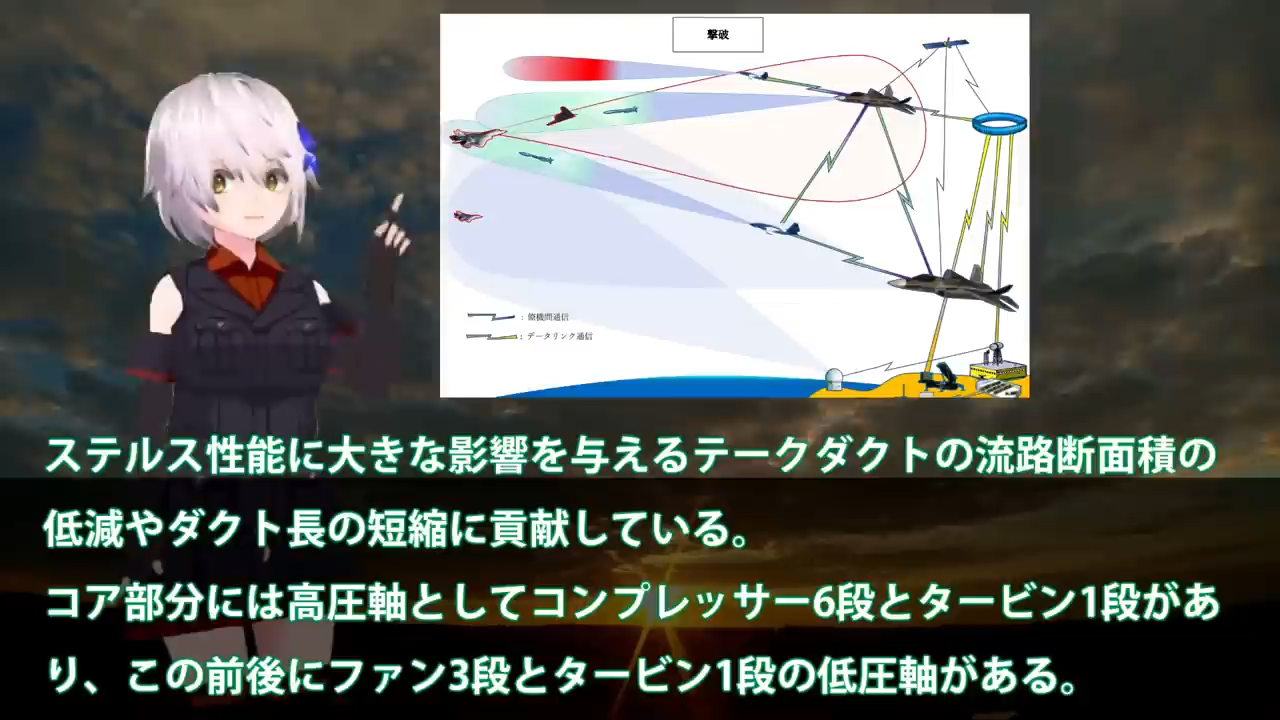 撃破
：僚機間通信
：データリンク通信
ステルス性能に大きな影響を与えるテークダクトの流路断面積の
低減やダクト長の短縮に貢献している。
コア部分には高圧軸としてコンプレッサー6段とタービン1段があ
り、この前後にファン3段とタービン1段の低圧軸がある。